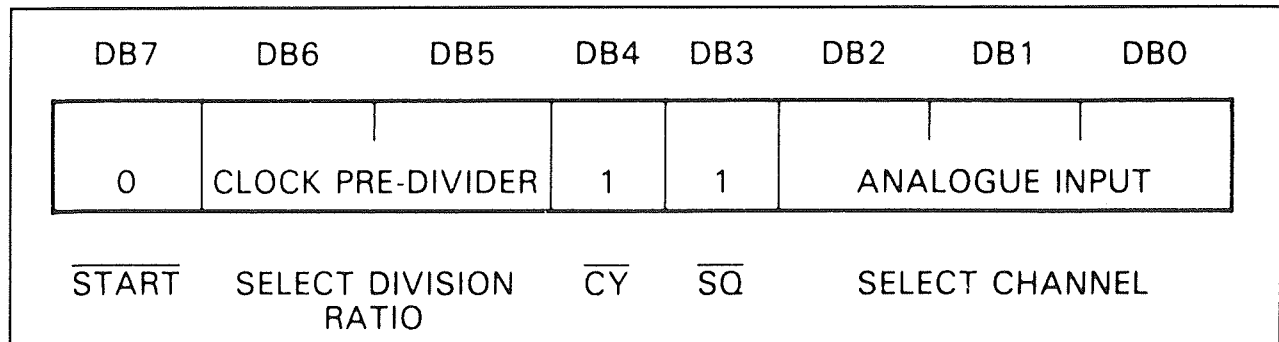 DB7 DB6 DB5 DB4 DB3 DB2 DB1 DB0
0 CLOCK PRE-DIVIDER 1 1 ANALOGUE INPUT
START SELECT DIVISION CY SQ SELECT CHANNEL
RATIO